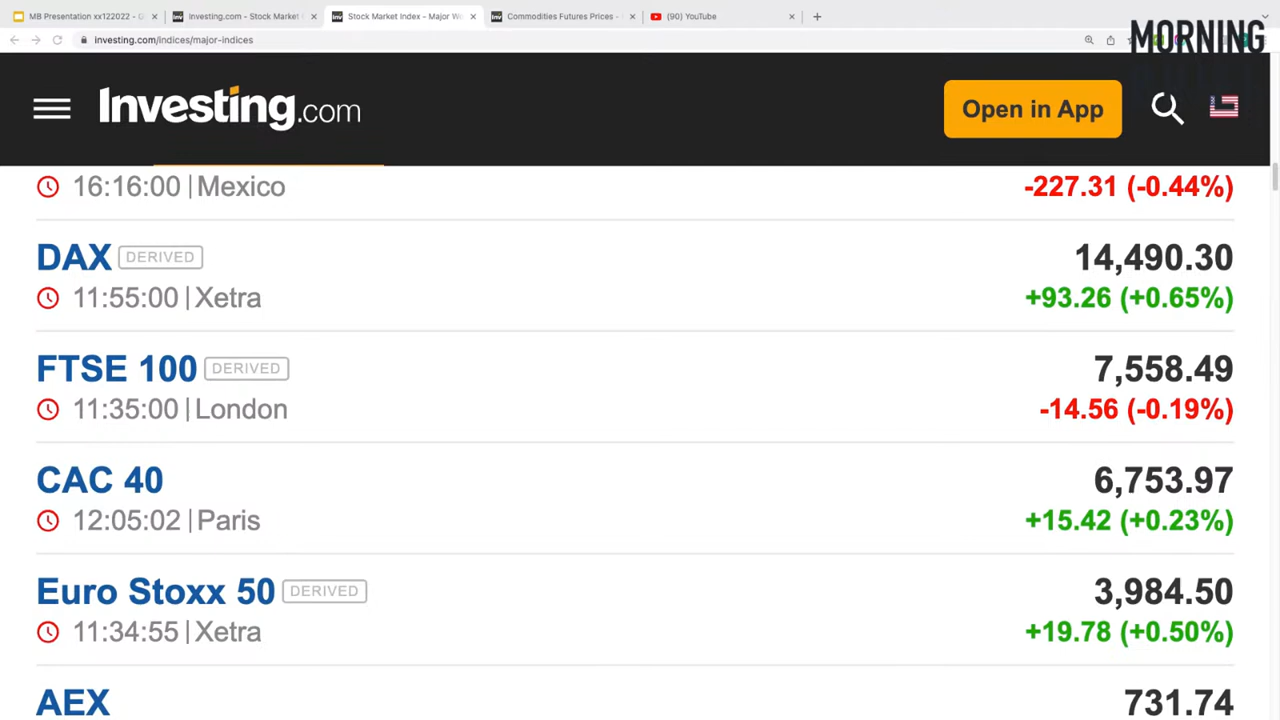 MB Presentation xx122022 - G
Investing.com - Stock Market
Stock Market Index – Major W
Commodities Futures Prices -
(90) YouTube
investing.com/indices/major-indices
MORNING
Investing.com
Open in App
16:16:00 | Mexico
-227.31 (-0.44%)
DAX DERIVED
14,490.30
11:55:00 | Xetra
+93.26 (+0.65%)
FTSE 100 DERIVED
7,558.49
11:35:00 | London
-14.56 (-0.19%)
CAC 40
6,753.97
12:05:02 | Paris
+15.42 (+0.23%)
Euro Stoxx 50 DERIVED
3,984.50
11:34:55 | Xetra
+19.78 (+0.50%)
AEX
731.74